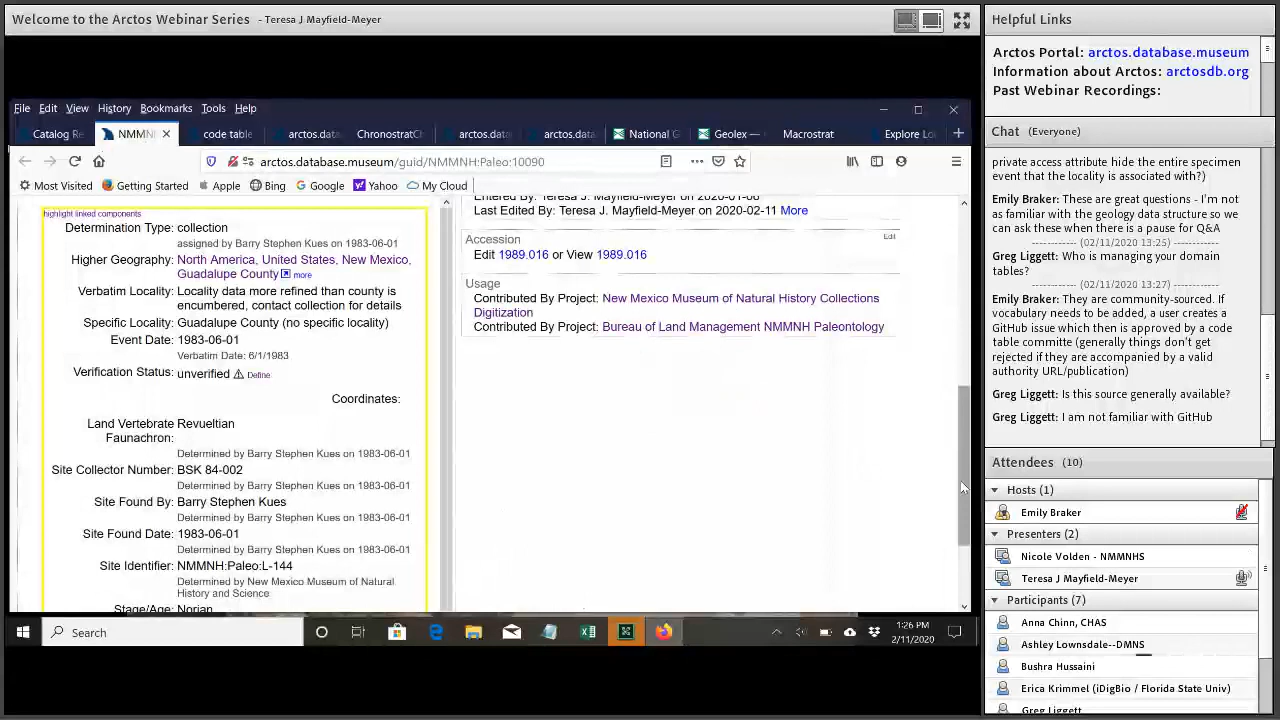 Welcome to the Arctos Webinar Series - Teresa J Mayfield-Meyer
File Edit View History Bookmarks Tools Help
Catalog Re NMMNH code table arctos.data Chronostrat arctos.data arctos.data National G Geolex — Macrostrat Explore Lo
arctos.database.museum/guid/NMMNH:Paleo:10090
Most Visited Getting Started Apple Bing Google Yahoo My Cloud
highlight linked components
Determination Type: collection
assigned by Barry Stephen Kues on 1983-06-01
Higher Geography: North America, United States, New Mexico,
Guadalupe County more
Verbatim Locality: Locality data more refined than county is
encumbered, contact collection for details
Specific Locality: Guadalupe County (no specific locality)
Event Date: 1983-06-01
Verbatim Date: 6/1/1983
Verification Status: unverified Define
Coordinates:
Land Vertebrate Revueltian
Faunachron:
Determined by Barry Stephen Kues on 1983-06-01
Site Collector Number: BSK 84-002
Determined by Barry Stephen Kues on 1983-06-01
Site Found By: Barry Stephen Kues
Determined by Barry Stephen Kues on 1983-06-01
Site Found Date: 1983-06-01
Determined by Barry Stephen Kues on 1983-06-01
Site Identifier: NMMNH:Paleo:L-144
Determined by New Mexico Museum of Natural
History and Science
Stage/Age: Norian
Entered By: Teresa J. Mayfield-Meyer on 2020-01-06
Last Edited By: Teresa J. Mayfield-Meyer on 2020-02-11 More
Accession Edit
Edit 1989.016 or View 1989.016
Usage
Contributed By Project: New Mexico Museum of Natural History Collections
Digitization
Contributed By Project: Bureau of Land Management NMMNH Paleontology
Search
1:26 PM
2/11/2020
Helpful Links
Arctos Portal: arctos.database.museum
Information about Arctos: arctosdb.org
Past Webinar Recordings:
Chat (Everyone)
private access attribute hide the entire specimen
event that the locality is associated with?)
Emily Braker: These are great questions - I'm not
as familiar with the geology data structure so we
can ask these when there is a pause for Q&A
------------ (02/11/2020 13:25) ------------
Greg Liggett: Who is managing your domain
tables?
------------ (02/11/2020 13:27) ------------
Emily Braker: They are community-sourced. If
vocabulary needs to be added, a user creates a
GitHub issue which then is approved by a code
table committe (generally things don't get
rejected if they are accompanied by a valid
authority URL/publication)
Greg Liggett: Is this source generally available?
Greg Liggett: I am not familiar with GitHub
Attendees (10)
Hosts (1)
Emily Braker
Presenters (2)
Nicole Volden - NMMNHS
Teresa J Mayfield-Meyer
Participants (7)
Anna Chinn, CHAS
Ashley Lownsdale--DMNS
Bushra Hussaini
Erica Krimmel (iDigBio / Florida State Univ)
Greg Liggett